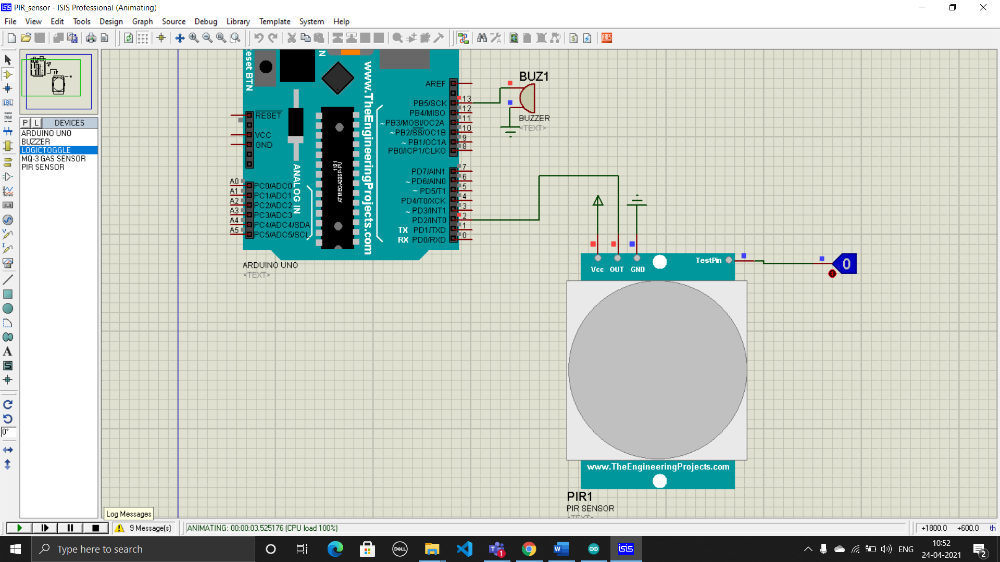 ISIS PIR_sensor - ISIS Professional (Animating)
File View Edit Tools Design Graph Source Debug Library Template System Help
ARES
LBL
A
S
0°
P L DEVICES
ARDUINO UNO
BUZZER
LOGICTOGGLE
MQ-3 GAS SENSOR
PIR SENSOR
eset BTN
N
www.TheEngineeringProjects.com
RESET
VCC
GND
ANALOG IN
1121
ATMEGA328P-PU
A0 PC0/ADC0
A1 PC1/ADC1
A2 PC2/ADC2
A3 PC3/ADC3
A4 PC4/ADC4/SDA
A5 PC5/ADC5/SCL
AREF
PB5/SCK 13
PB4/MISO 12
~PB3/MOSI/OC2A 11
~PB2/SS/OC1B 10
~PB1/OC1A 9
PB0/ICP1/CLKO 8
PD7/AIN1 7
~PD6/AIN0 6
~PD5/T1 5
PD4/T0/XCK 4
~PD3/INT1 3
PD2/INT0 2
TX PD1/TXD 1
RX PD0/RXD 0
ARDUINO UNO
<TEXT>
BUZ1
BUZZER
<TEXT>
Vcc OUT GND
TestPin
0
www.TheEngineeringProjects.com
PIR1
PIR SENSOR
<TEXT>
Log Messages
9 Message(s)
ANIMATING: 00:00:03.525176 (CPU load 100%)
+1800.0 +600.0 th
Type here to search
DELL
T
1
W
ISIS
ENG
10:52
24-04-2021
2